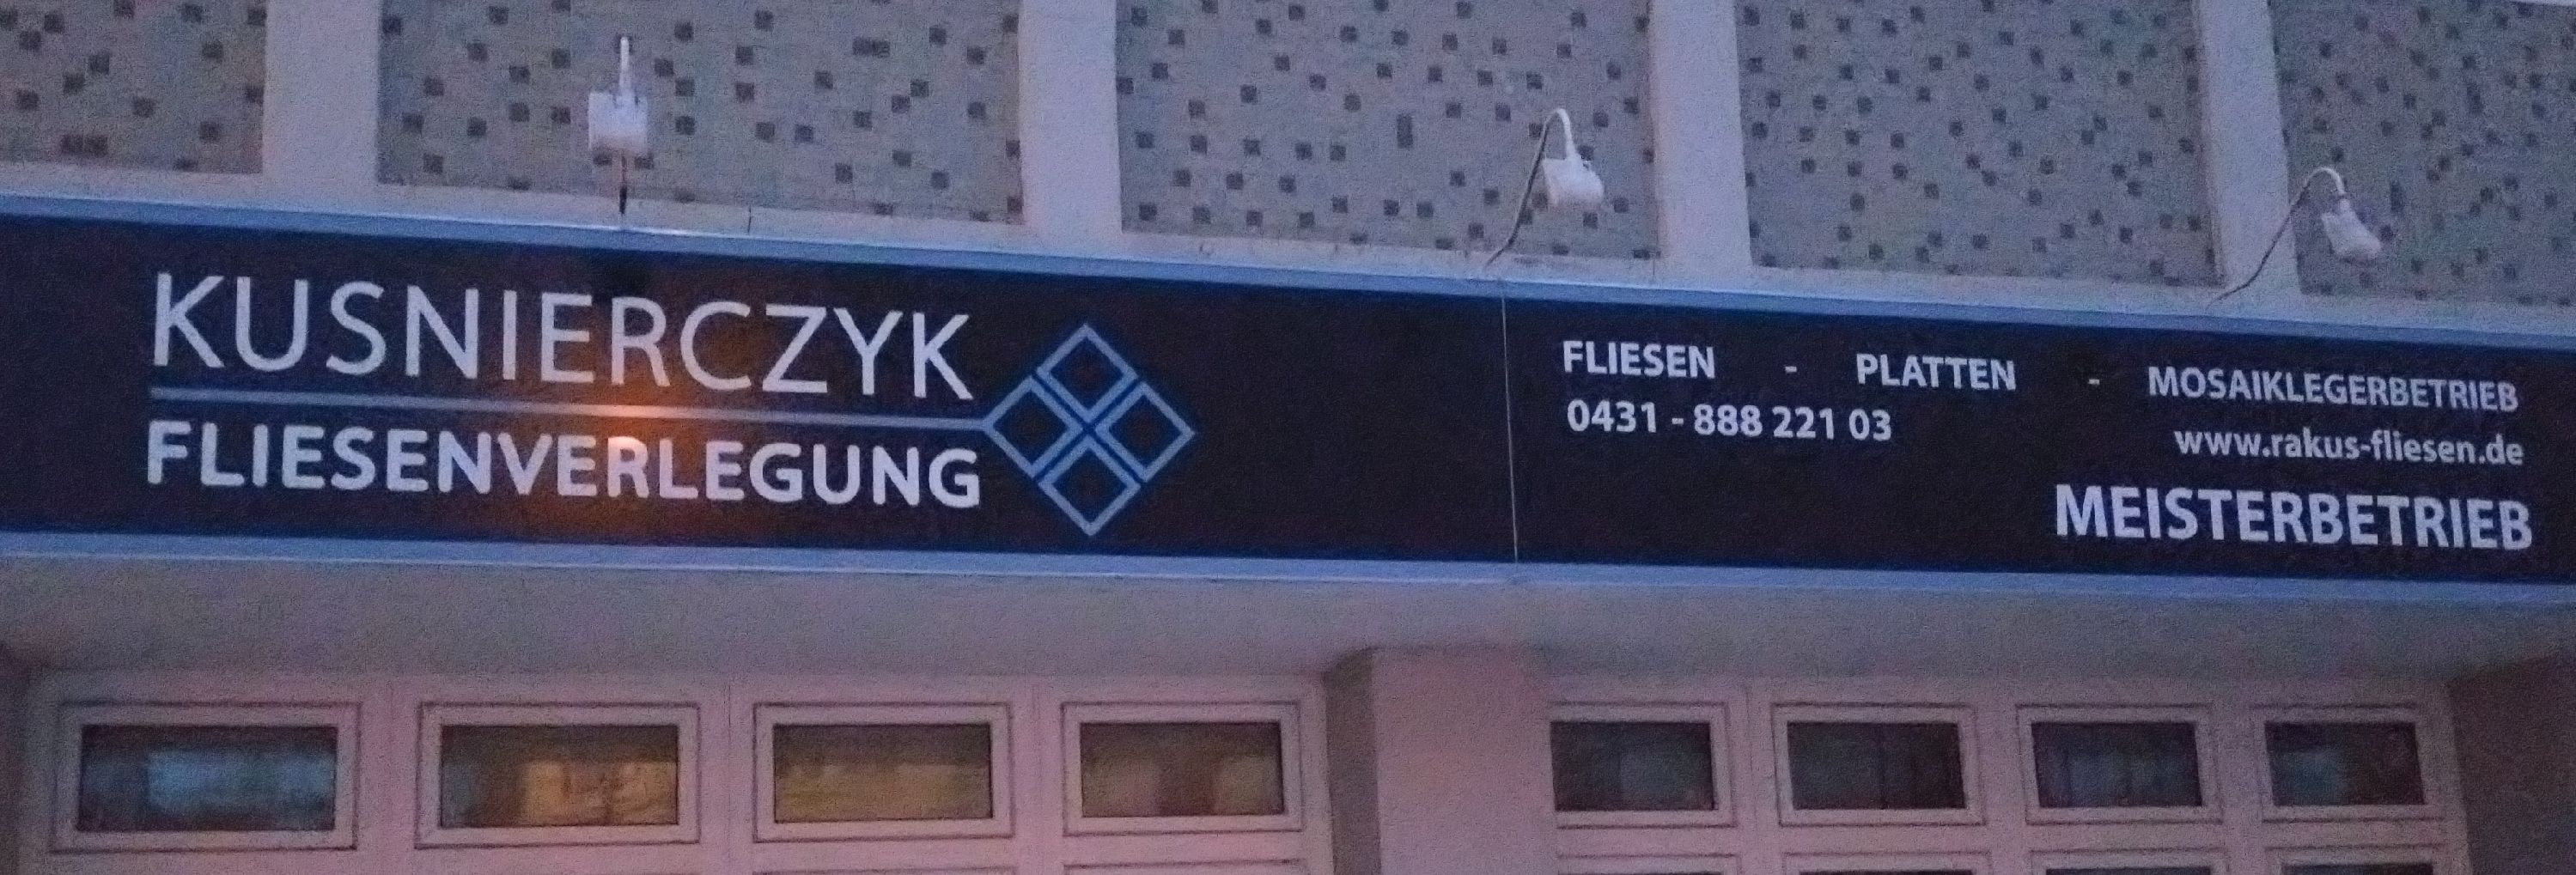 KUSNIERCZYK
FLIESENVERLEGUNG
FLIESEN - PLATTEN - MOSAIKLEGERBETRIEB
0431 - 888 221 03
www.rakus-fliesen.de
MEISTERBETRIEB